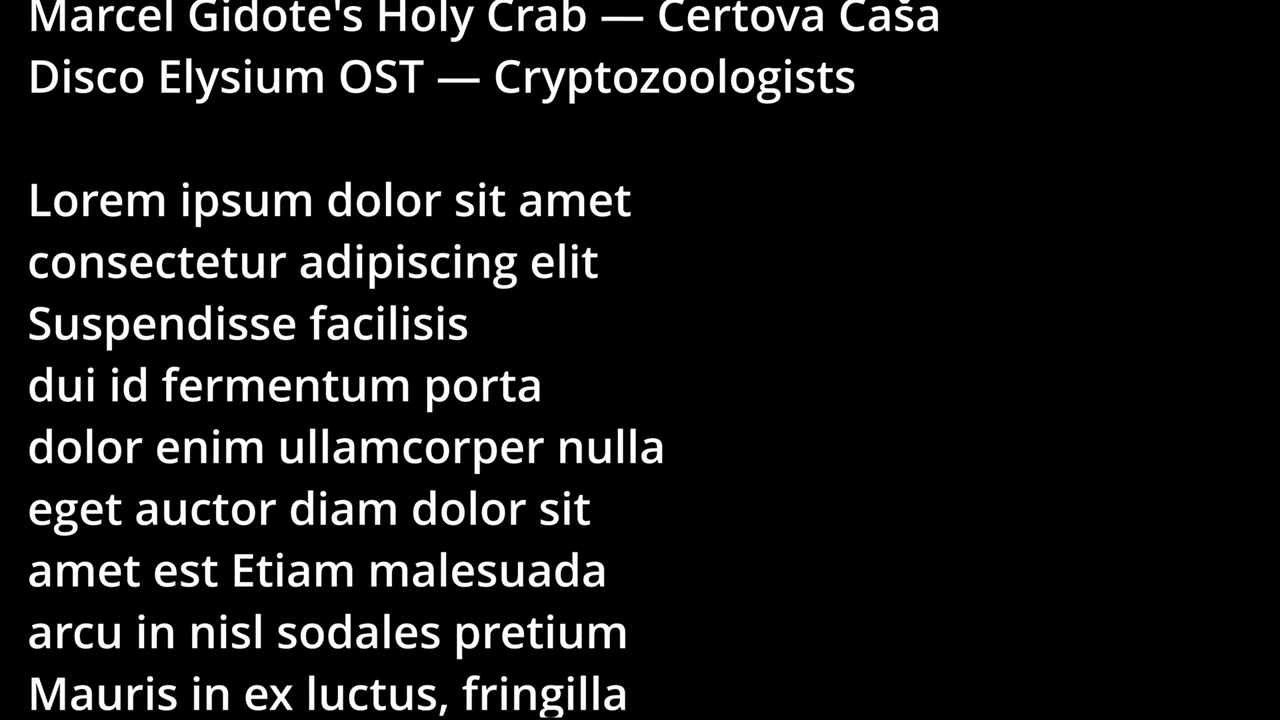 Marcel Gidote's Holy Crab — Certova Caša
Disco Elysium OST — Cryptozoologists
Lorem ipsum dolor sit amet
consectetur adipiscing elit
Suspendisse facilisis
dui id fermentum porta
dolor enim ullamcorper nulla
eget auctor diam dolor sit
amet est Etiam malesuada
arcu in nisl sodales pretium
Mauris in ex luctus, fringilla